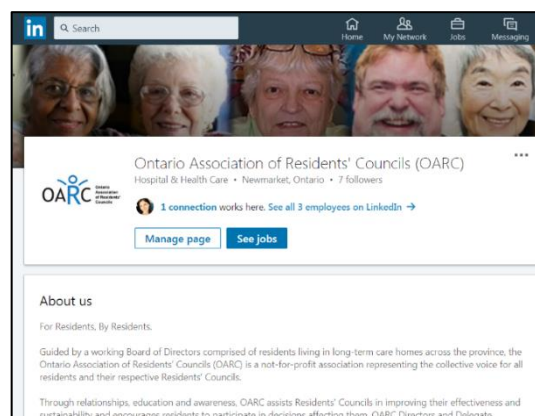 in
Search
Home
My Network
Jobs
Messaging
Ontario Association of Residents' Councils (OARC)
Hospital & Health Care • Newmarket, Ontario • 7 followers
OARC
Ontario
Association
of Residents'
Councils
1 connection works here. See all 3 employees on LinkedIn →
Manage page
See jobs
About us
For Residents, By Residents.
Guided by a working Board of Directors comprised of residents living in long-term care homes across the province, the
Ontario Association of Residents' Councils (OARC) is a not-for-profit association representing the collective voice for all
residents and their respective Residents' Councils.
Through relationships, education and awareness, OARC assists Residents' Councils in improving their effectiveness and
sustainability and encourages residents to participate in decisions affecting them. OARC Directors and Delegate